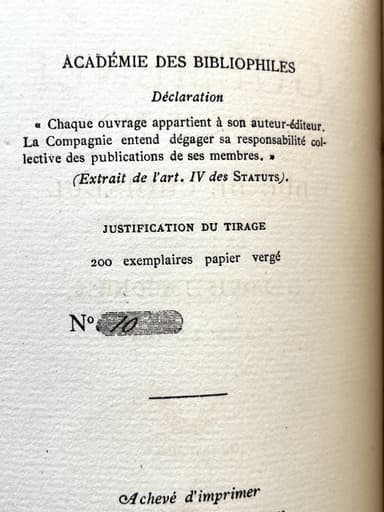 ACADÉMIE DES BIBLIOPHILES
Déclaration
« Chaque ouvrage appartient à son auteur-éditeur.
La Compagnie entend dégager sa responsabilité col-
lective des publications de ses membres. »
(Extrait de l'art. IV des STATUTS).
JUSTIFICATION DU TIRAGE
200 exemplaires papier vergé
Nº 10
Achevé d'imprimer